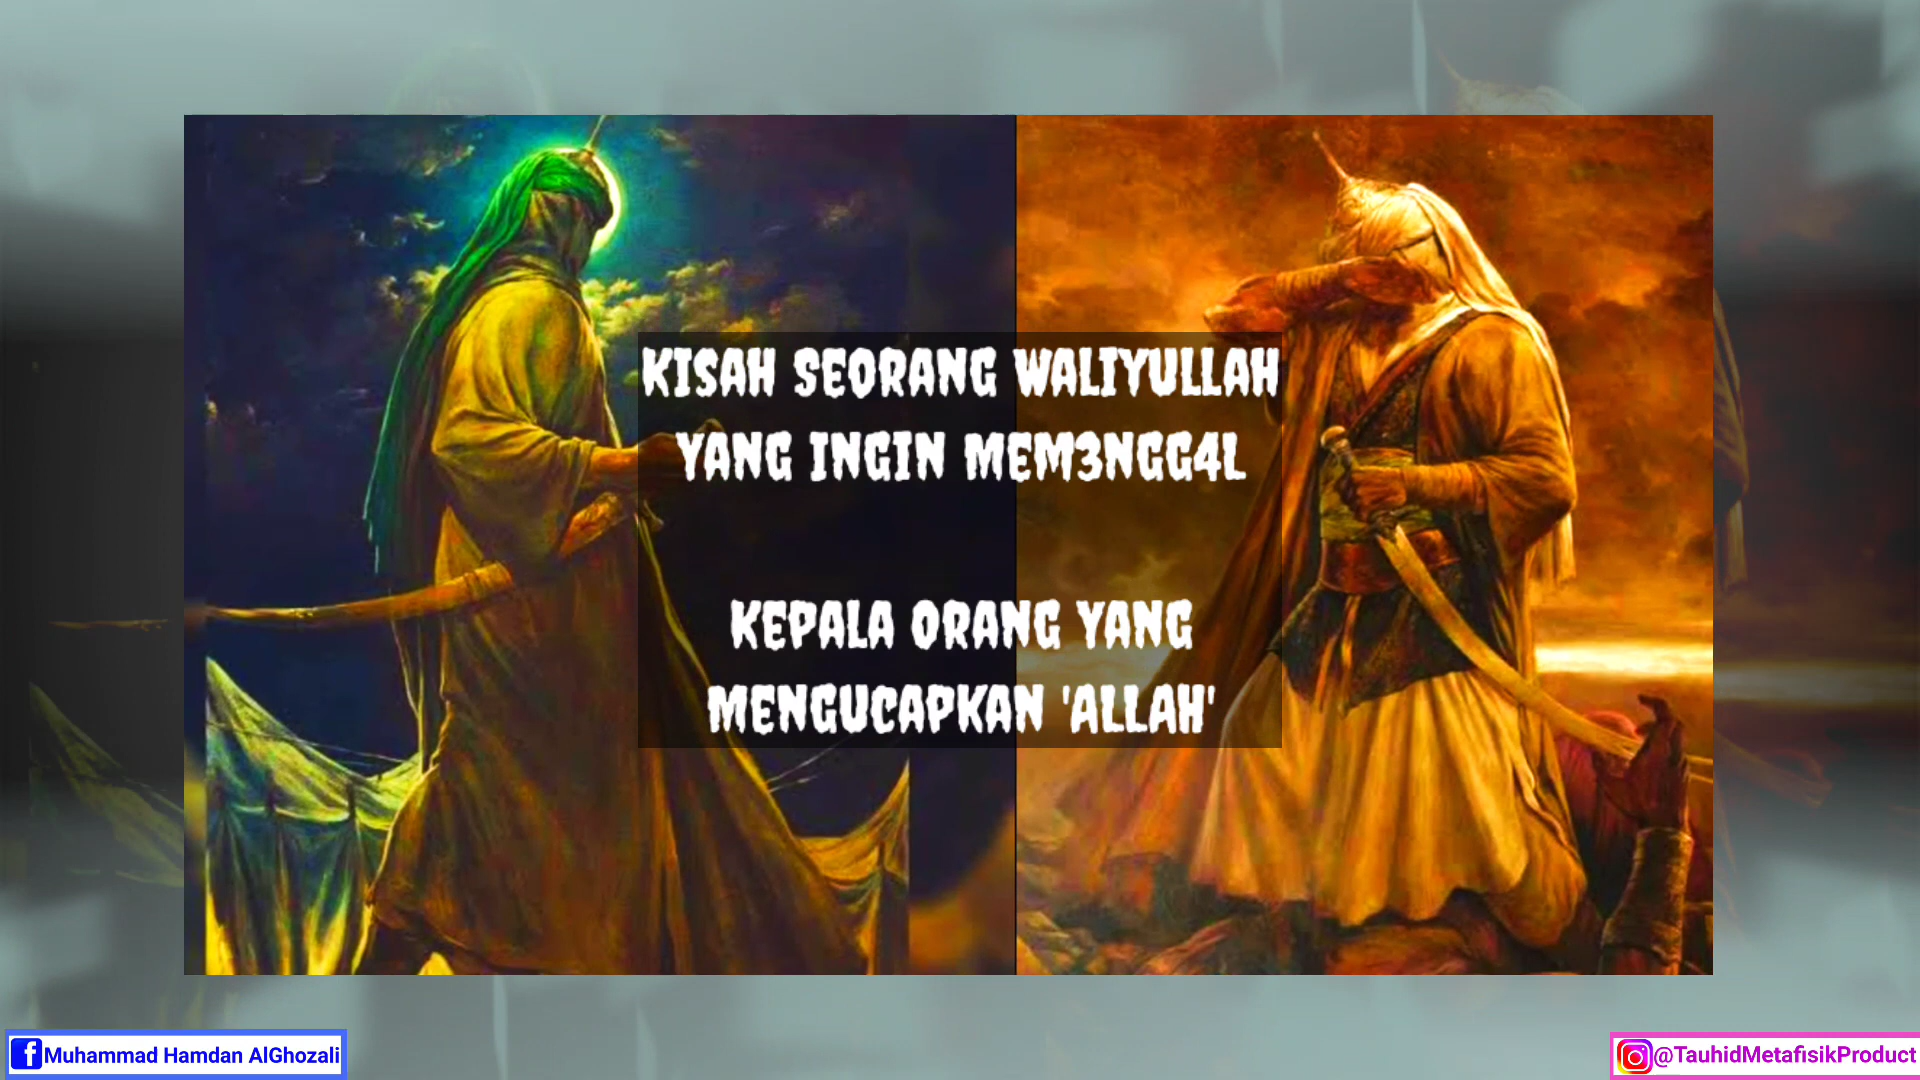 KISAH SEORANG WALIYULLAH
YANG INGIN MEM3NGG4L
KEPALA ORANG YANG
MENGUCAPKAN 'ALLAH'
Muhammad Hamdan AlGhozali
@TauhidMetafisikProduct